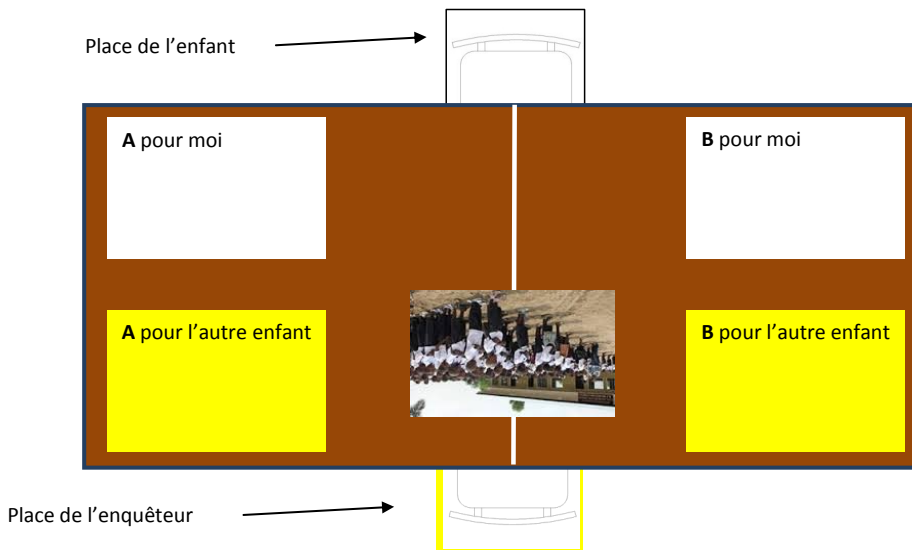 Place de l’enfant
A pour moi
B pour moi
A pour l’autre enfant
B pour l’autre enfant
Place de l’enquêteur